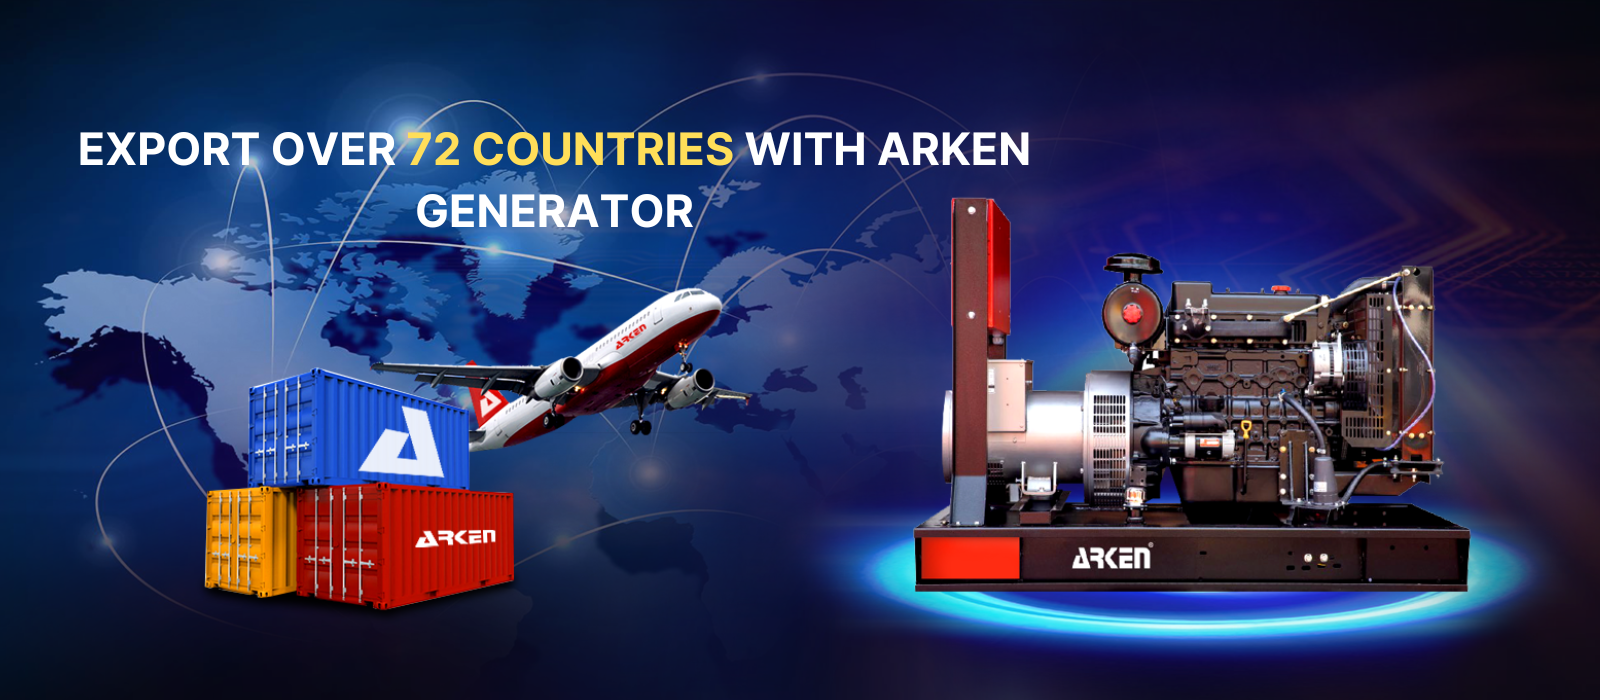 EXPORT OVER 72 COUNTRIES WITH ARKEN
GENERATOR
ARKEN
ARKEN
ARKEN®